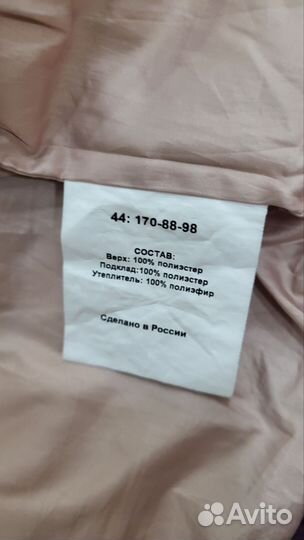 44: 170-88-98
СОСТАВ:
Верх: 100% полиэстер
Подклад:100% полиэстер
Утеплитель: 100% полиэфир
Сделано в России
Avito